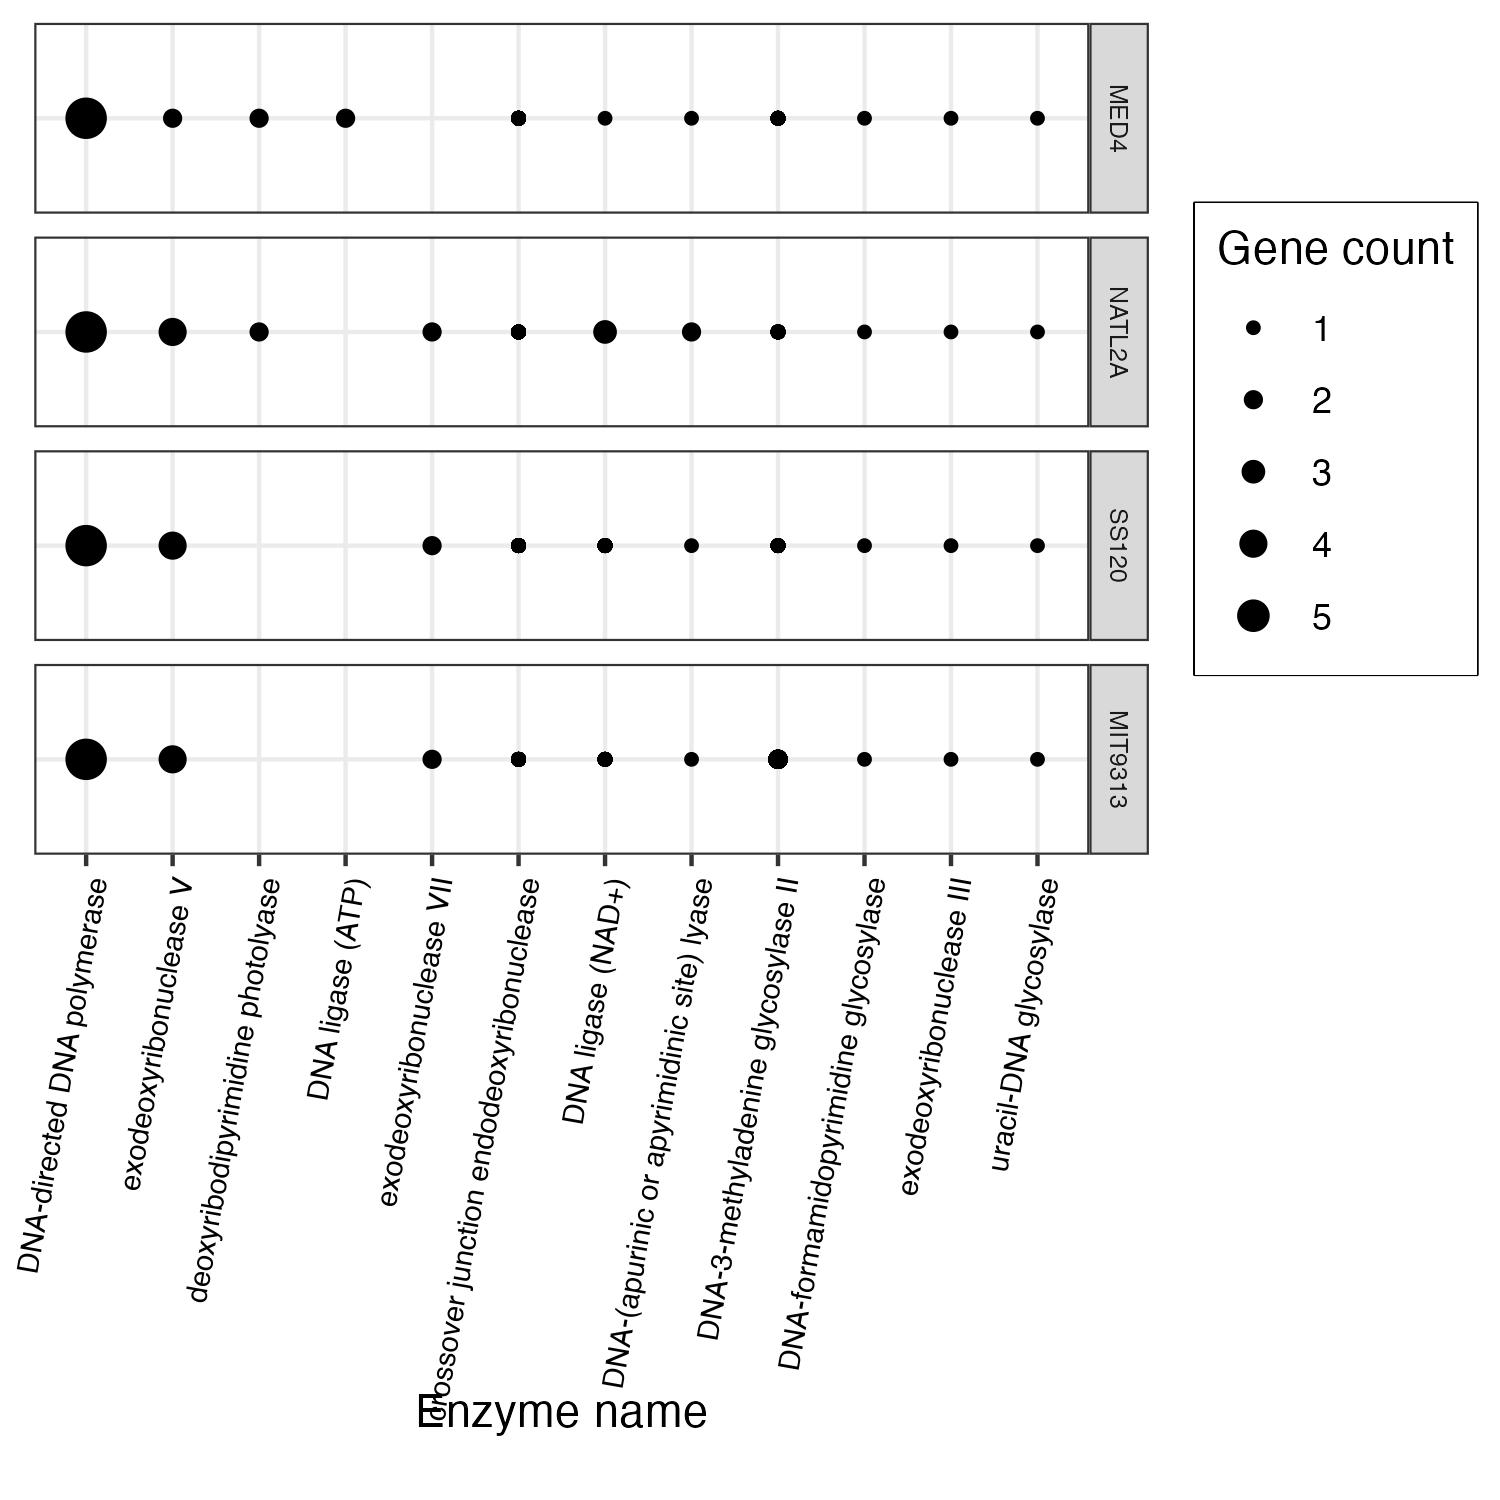 MED4
NATL2A
SS120
MIT9313
Gene count
1
2
3
4
5
DNA-directed DNA polymerase
exodeoxyribonuclease V
deoxyribodipyrimidine photolyase
DNA ligase (ATP)
exodeoxyribonuclease VII
crossover junction endodeoxyribonuclease
DNA ligase (NAD+)
DNA-(apurinic or apyrimidinic site) lyase
DNA-3-methyladenine glycosylase II
DNA-formamidopyrimidine glycosylase
exodeoxyribonuclease III
uracil-DNA glycosylase
Enzyme name